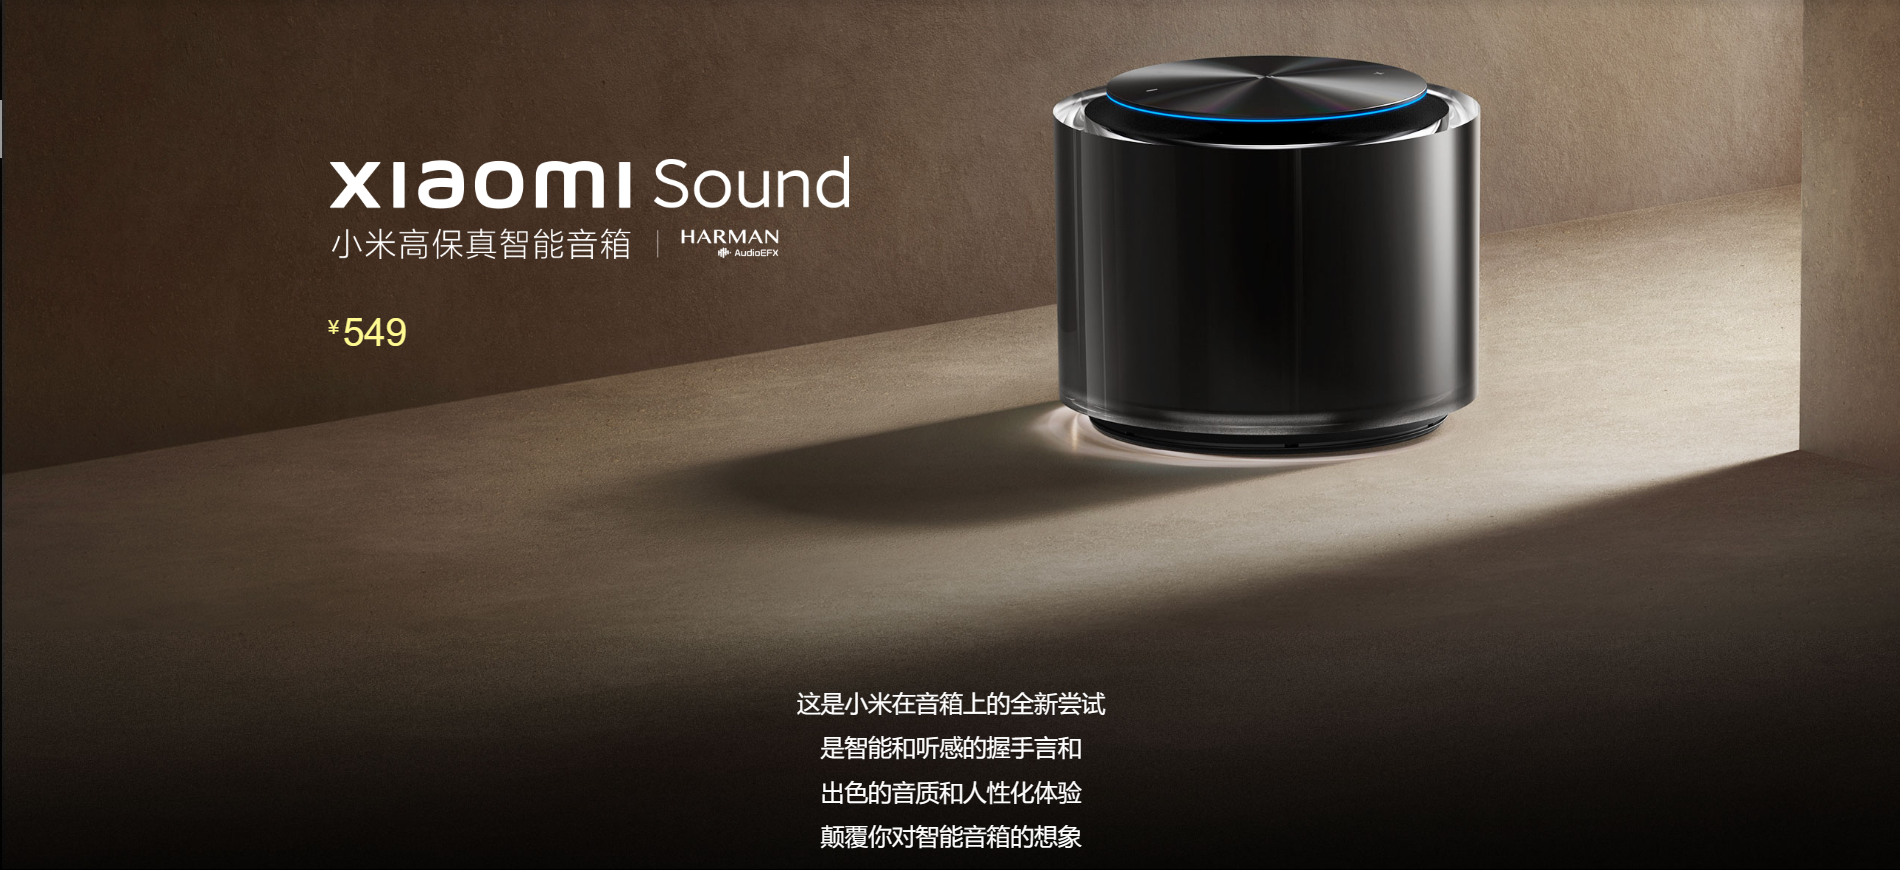 xiaomi Sound
小米高保真智能音箱 | HARMAN
AudioEFX
¥549
这是小米在音箱上的全新尝试
是智能和听感的握手言和
出色的音质和人性化体验
颠覆你对智能音箱的想象